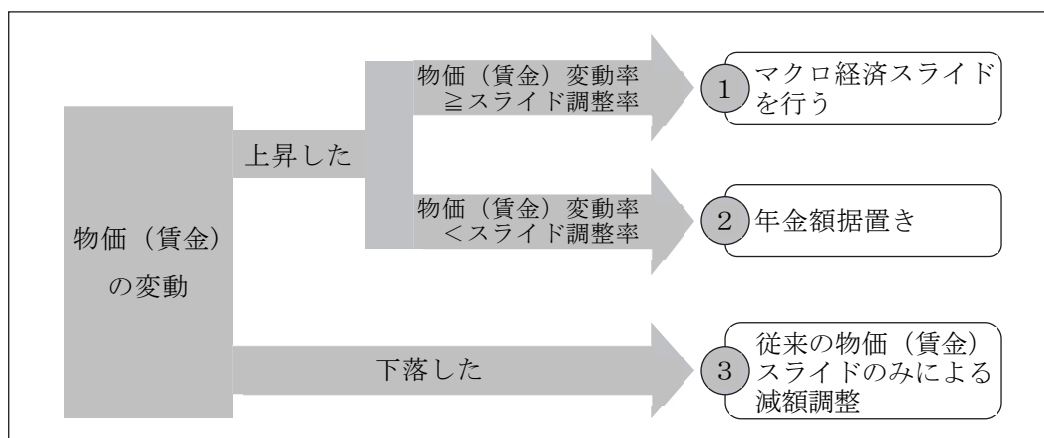 物価（賃金）
の変動
上昇した
物価（賃金）変動率
≧スライド調整率
1
マクロ経済スライド
を行う
物価（賃金）変動率
＜スライド調整率
2
年金額据置き
下落した
3
従来の物価（賃金）
スライドのみによる
減額調整